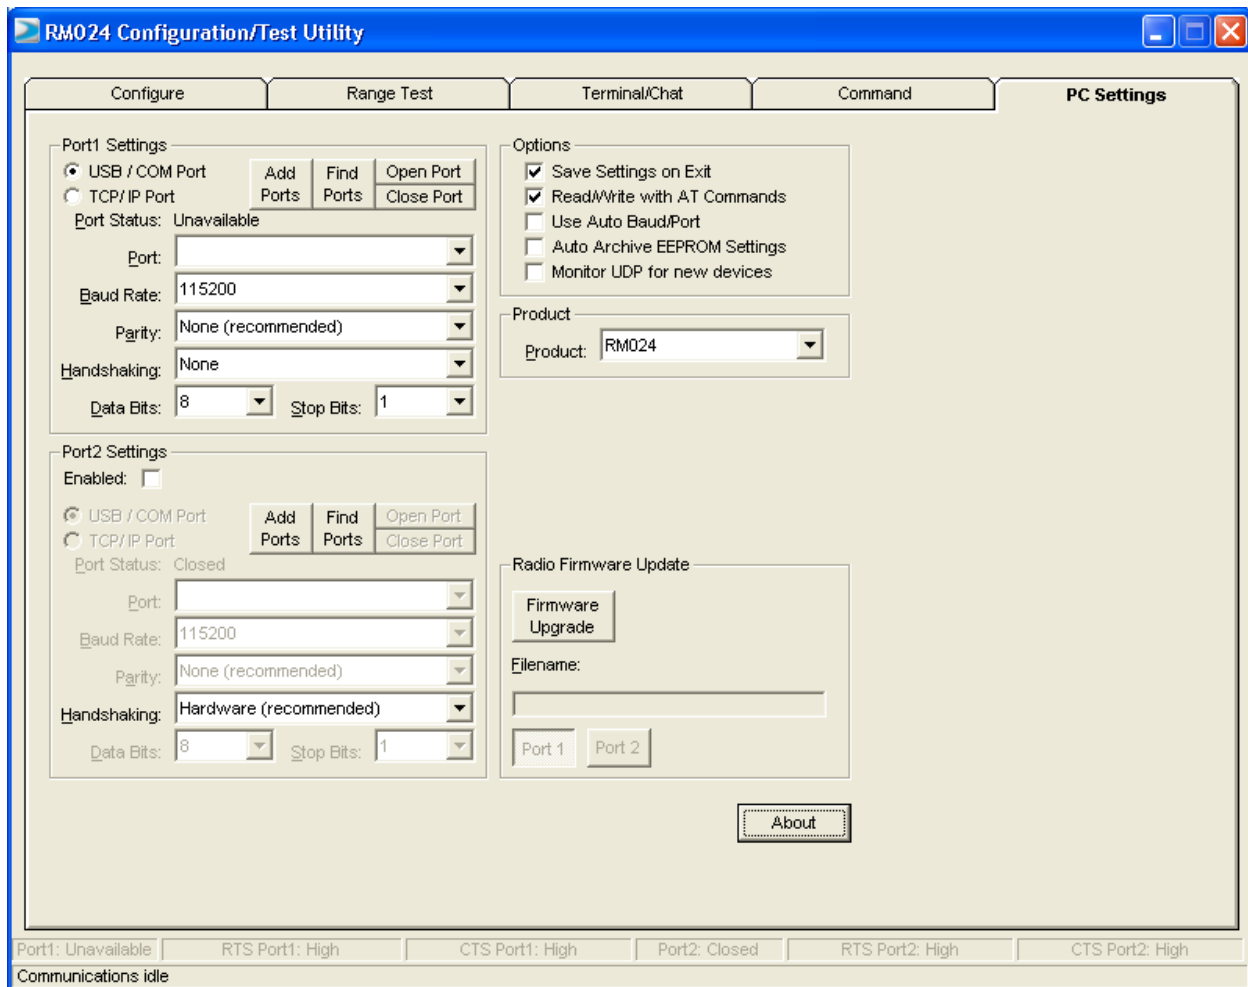 RM024 Configuration/Test Utility
Configure
Range Test
Terminal/Chat
Command
PC Settings
Port1 Settings
USB / COM Port
TCP/IP Port
Add Ports
Find Ports
Open Port
Close Port
Port Status: Unavailable
Port:
Baud Rate: 115200
Parity: None (recommended)
Handshaking: None
Data Bits: 8 Stop Bits: 1
Port2 Settings
Enabled:
USB / COM Port
TCP/IP Port
Add Ports
Find Ports
Open Port
Close Port
Port Status: Closed
Port:
Baud Rate: 115200
Parity: None (recommended)
Handshaking: Hardware (recommended)
Data Bits: 8 Stop Bits: 1
Options
Save Settings on Exit
Read/Write with AT Commands
Use Auto Baud/Port
Auto Archive EEPROM Settings
Monitor UDP for new devices
Product
Product: RM024
Radio Firmware Update
Firmware
Upgrade
Filename:
Port 1 Port 2
About
Port1: Unavailable RTS Port1: High CTS Port1: High Port2: Closed RTS Port2: High CTS Port2: High
Communications idle